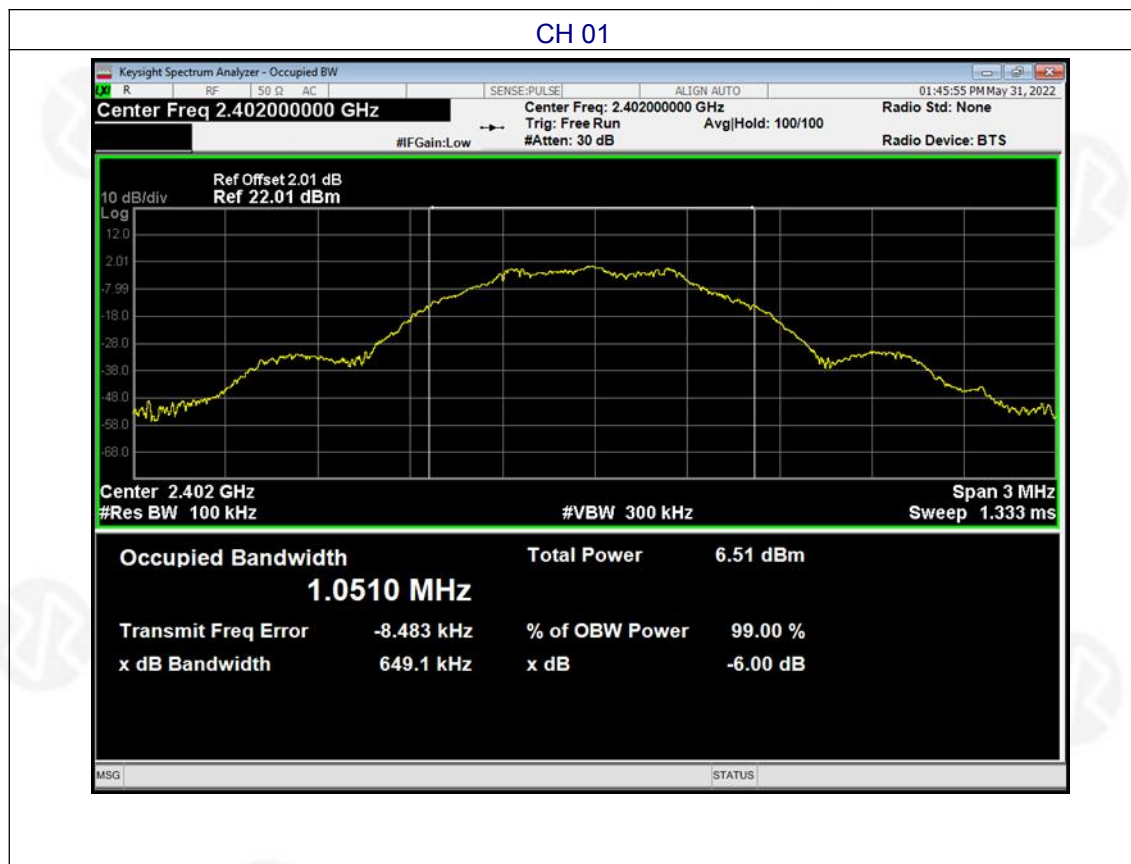 CH 01
Keysight Spectrum Analyzer - Occupied BW
LXI R RF 50 Ω AC SENSE:PULSE ALIGN AUTO 01:45:55 PM May 31, 2022
Center Freq 2.402000000 GHz Center Freq: 2.402000000 GHz Radio Std: None
Trig: Free Run Avg|Hold: 100/100
#IFGain:Low #Atten: 30 dB Radio Device: BTS
Ref Offset 2.01 dB
10 dB/div Ref 22.01 dBm
Log
12.0
2.01
-7.99
-18.0
-28.0
-38.0
-48.0
-58.0
-68.0
Center 2.402 GHz Span 3 MHz
#Res BW 100 kHz #VBW 300 kHz Sweep 1.333 ms
Occupied Bandwidth Total Power 6.51 dBm
1.0510 MHz
Transmit Freq Error -8.483 kHz % of OBW Power 99.00 %
x dB Bandwidth 649.1 kHz x dB -6.00 dB
MSG STATUS